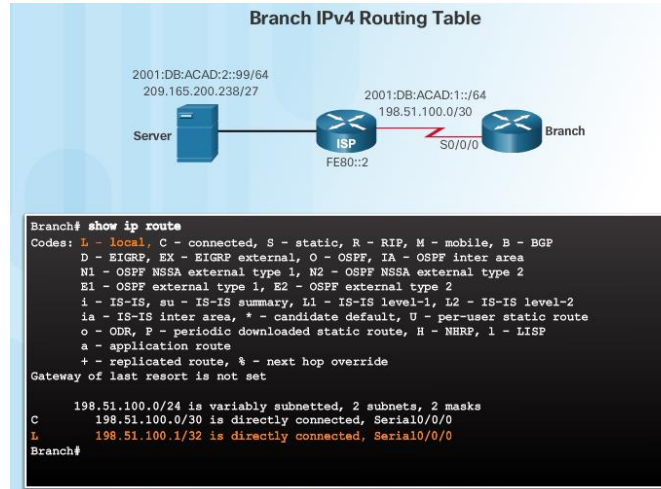 Branch IPv4 Routing Table
2001:DB:ACAD:2::99/64
209.165.200.238/27
2001:DB:ACAD:1::/64
198.51.100.0/30
Server
ISP
S0/0/0
Branch
FE80::2
Branch# show ip route
Codes: L - local, C - connected, S - static, R - RIP, M - mobile, B - BGP
D - EIGRP, EX - EIGRP external, O - OSPF, IA - OSPF inter area
N1 - OSPF NSSA external type 1, N2 - OSPF NSSA external type 2
E1 - OSPF external type 1, E2 - OSPF external type 2
i - IS-IS, su - IS-IS summary, L1 - IS-IS level-1, L2 - IS-IS level-2
ia - IS-IS inter area, * - candidate default, U - per-user static route
o - ODR, P - periodic downloaded static route, H - NHRP, l - LISP
a - application route
+ - replicated route, % - next hop override
Gateway of last resort is not set
198.51.100.0/24 is variably subnetted, 2 subnets, 2 masks
C 198.51.100.0/30 is directly connected, Serial0/0/0
L 198.51.100.1/32 is directly connected, Serial0/0/0
Branch#